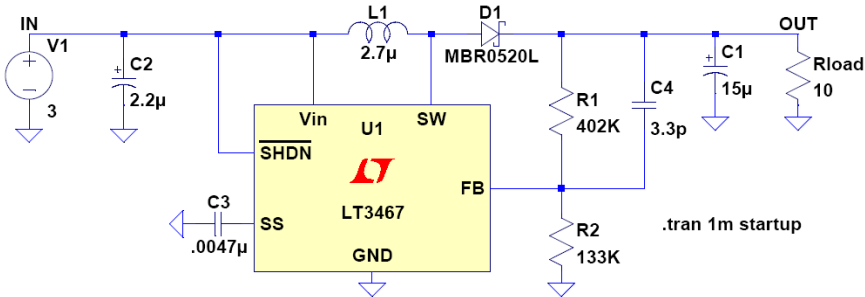 IN
V1
3
C2
2.2µ
L1
2.7µ
D1
MBR0520L
OUT
C1
15µ
Rload
10
C4
3.3p
R1
402K
Vin
U1
SW
SHDN
FB
LT3467
C3
.0047µ
SS
GND
R2
133K
.tran 1m startup